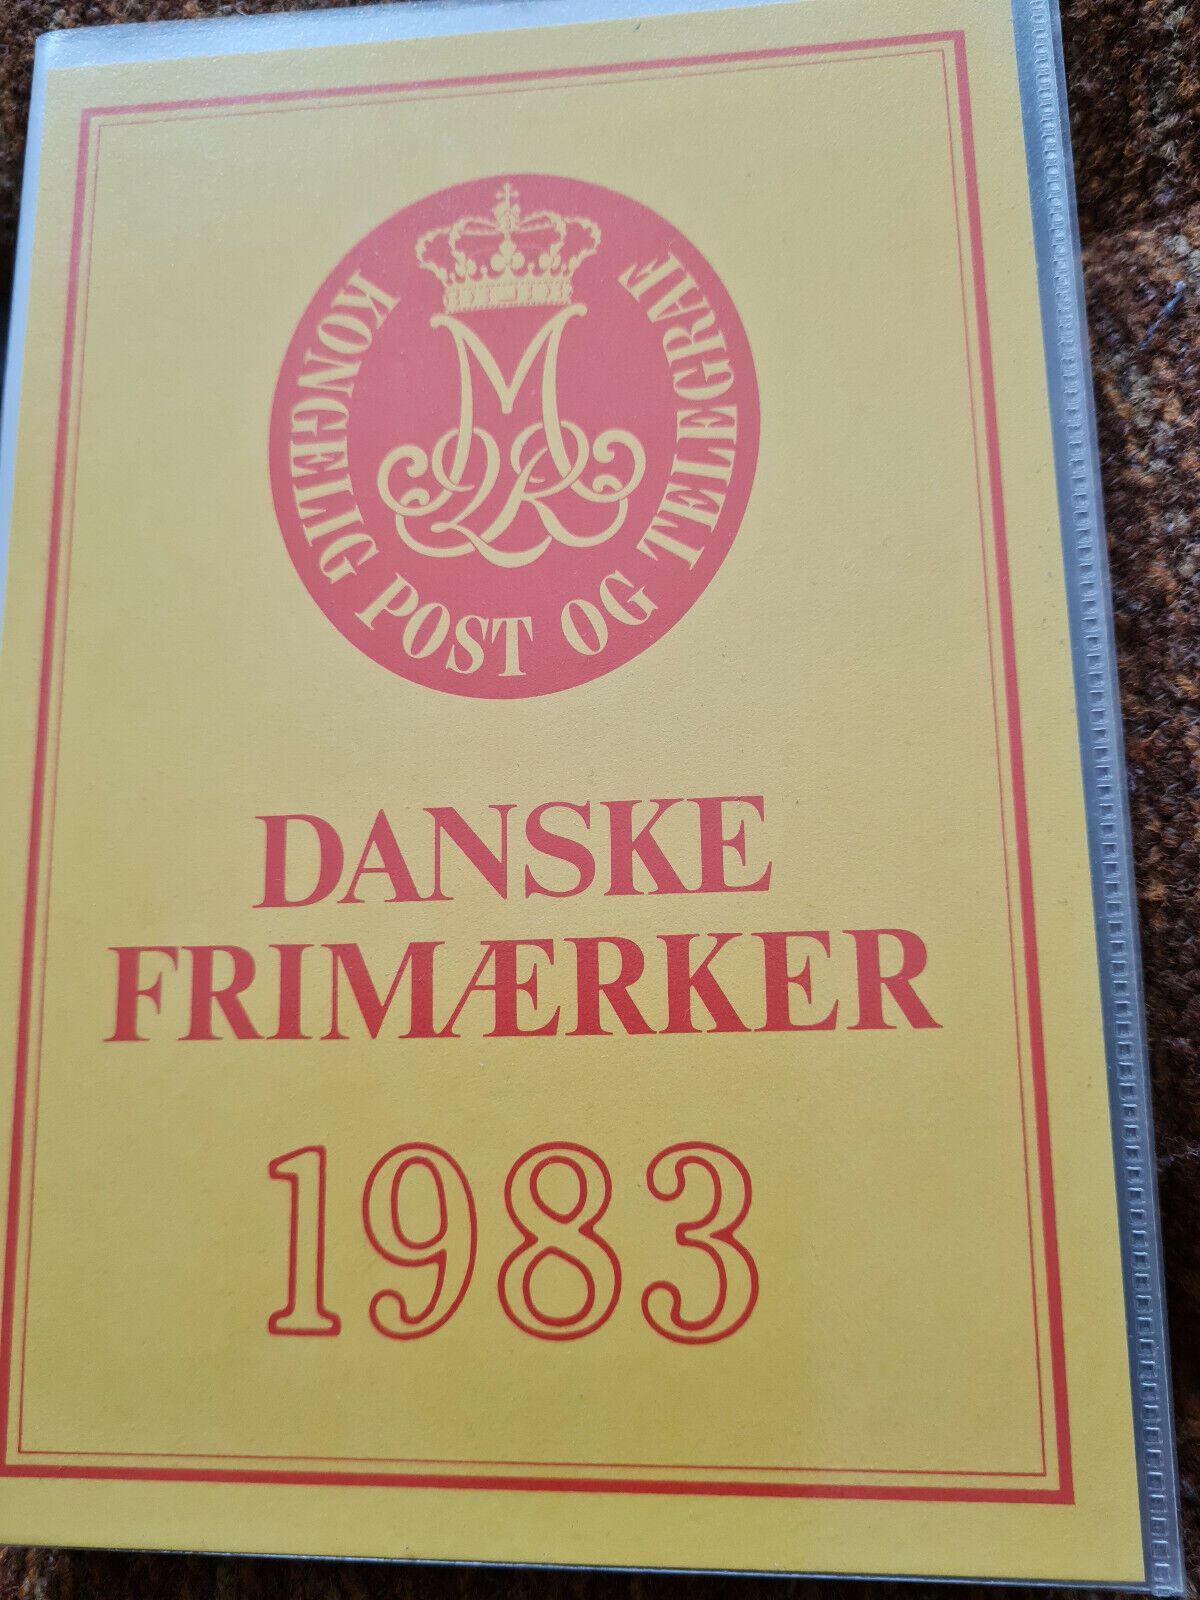 KONGELIG POST OG TELEGRAF
DANSKE
FRIMÆRKER
1983